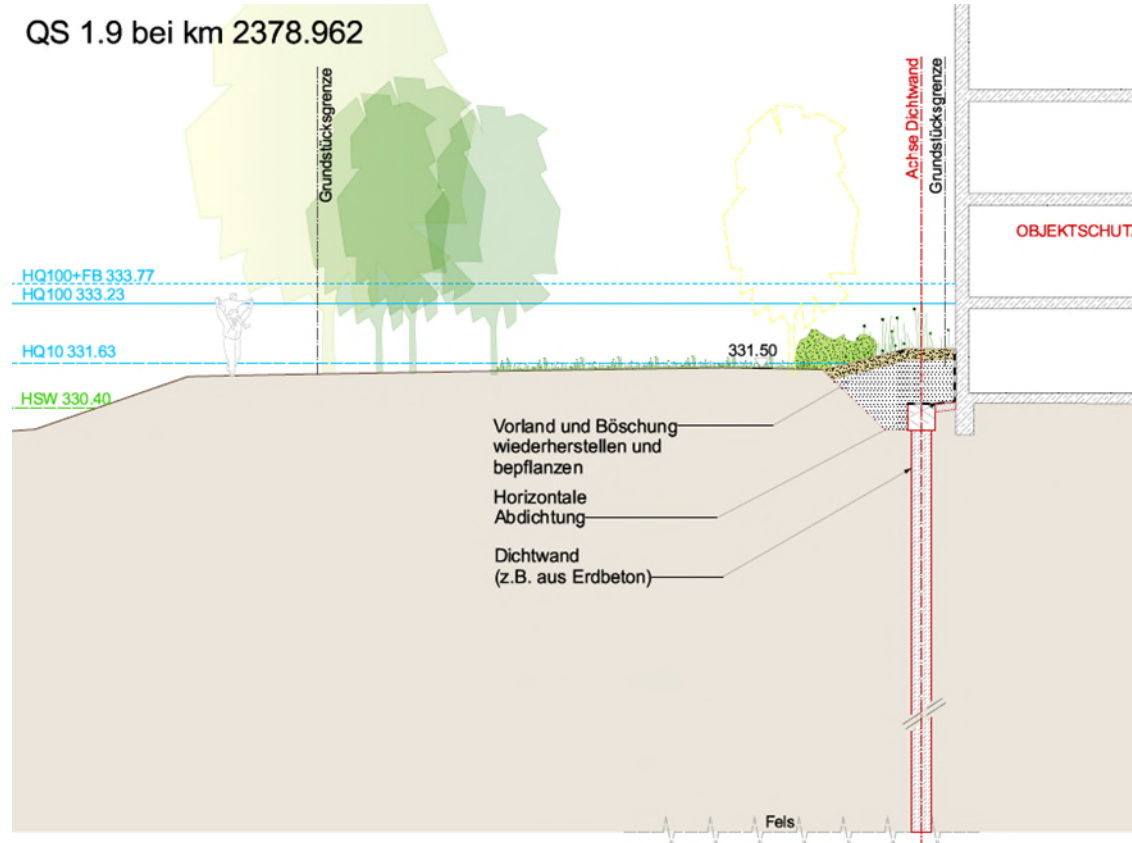 QS 1.9 bei km 2378.962
Grundstücksgrenze
Achse Dichtwand
Grundstücksgrenze
OBJEKTSCHUTZ
HQ100+FB 333.77
HQ100 333.23
HQ10 331.63
331.50
HSW 330.40
Vorland und Böschung
wiederherstellen und
bepflanzen
Horizontale
Abdichtung
Dichtwand
(z.B. aus Erdbeton)
Fels